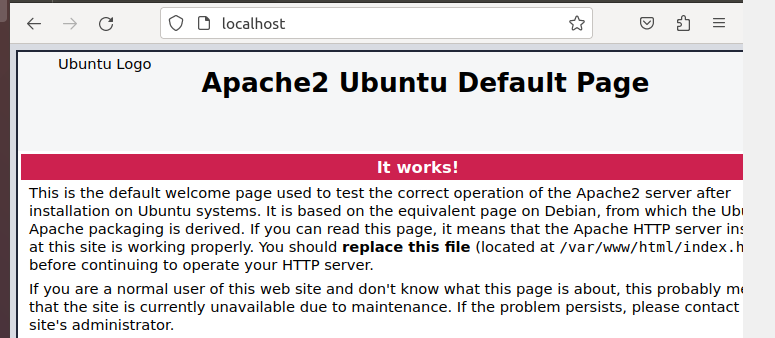 localhost
Ubuntu Logo
Apache2 Ubuntu Default Page
It works!
This is the default welcome page used to test the correct operation of the Apache2 server after
installation on Ubuntu systems. It is based on the equivalent page on Debian, from which the Ubu
Apache packaging is derived. If you can read this page, it means that the Apache HTTP server ins
at this site is working properly. You should replace this file (located at /var/www/html/index.h
before continuing to operate your HTTP server.
If you are a normal user of this web site and don't know what this page is about, this probably me
that the site is currently unavailable due to maintenance. If the problem persists, please contact
site's administrator.